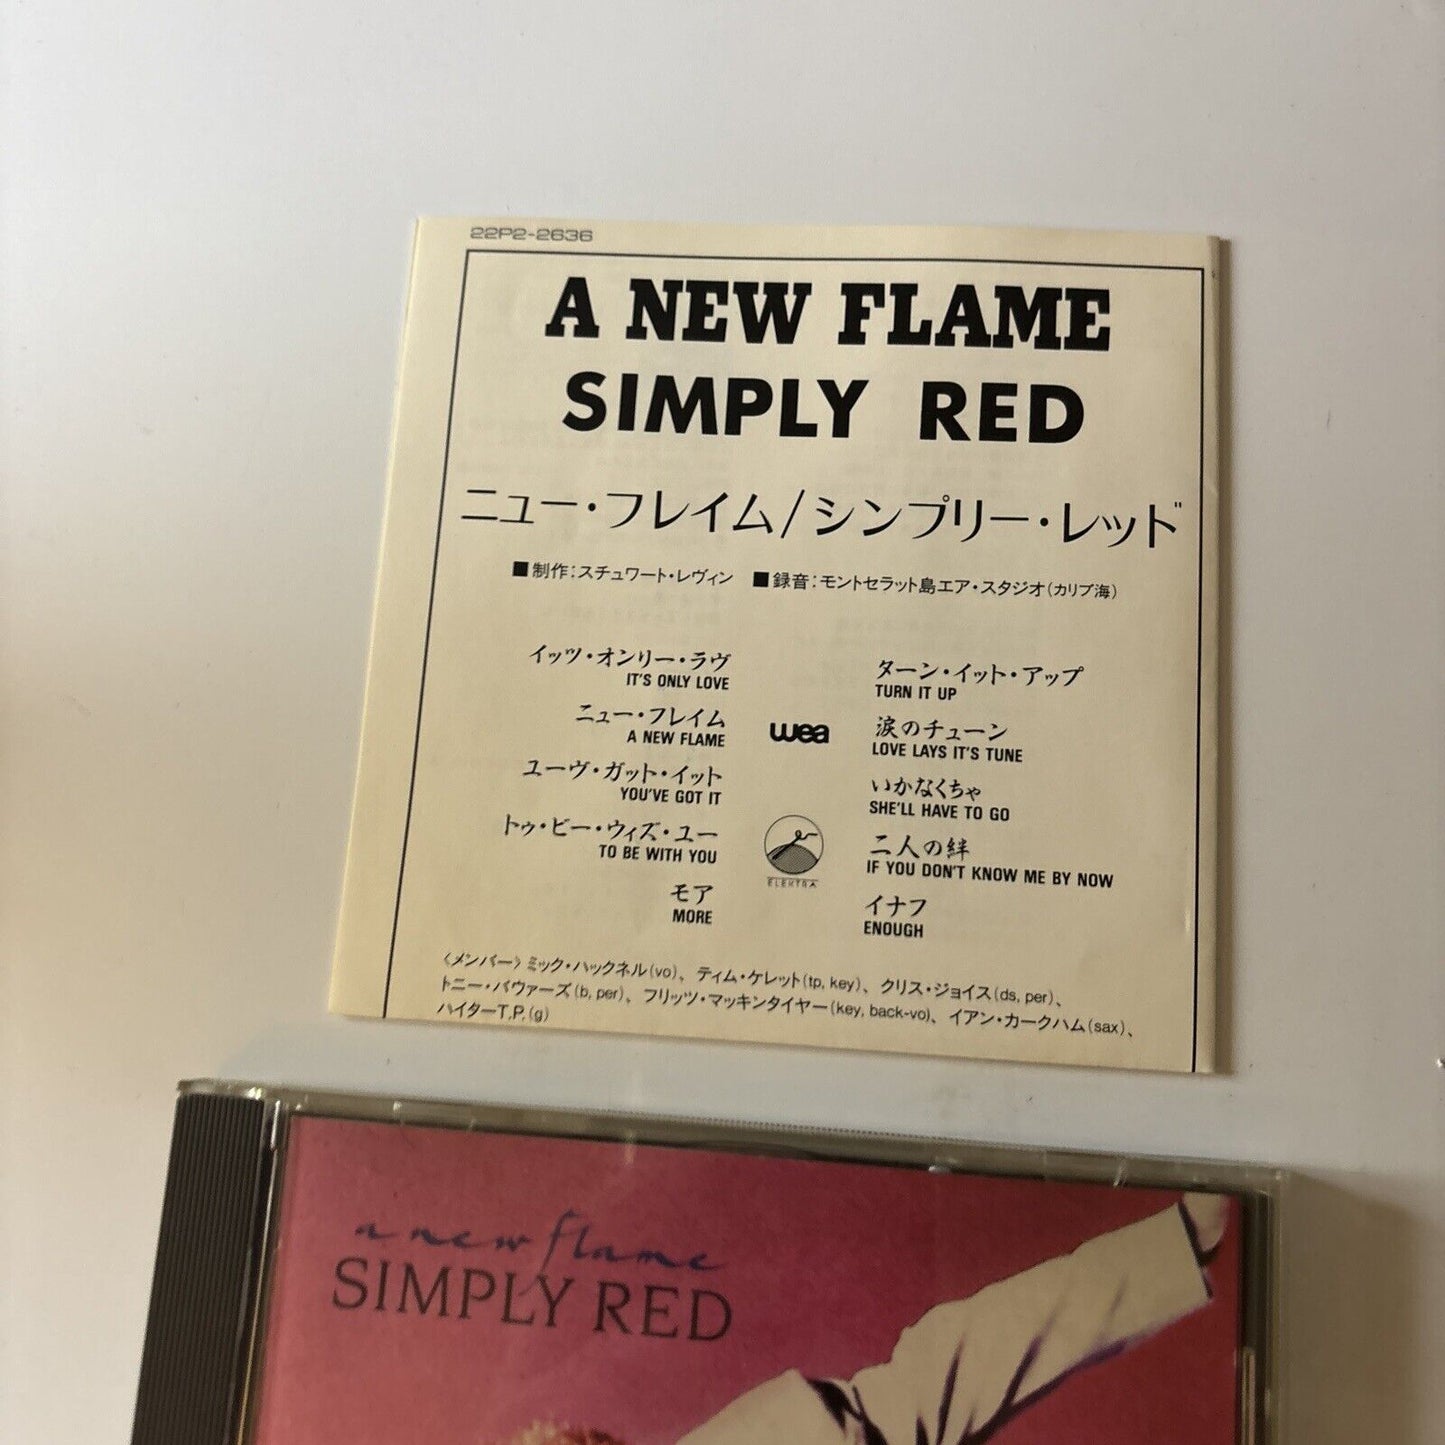 22P2-2636
A NEW FLAME
SIMPLY RED
ニュー・フレイム/シンプリー・レッド
■制作:スチュワート・レヴィン ■録音:モントセラット島エア・スタジオ(カリブ海)
イッツ・オンリー・ラヴ
IT'S ONLY LOVE
ニュー・フレイム
A NEW FLAME
ユーヴ・ガット・イット
YOU'VE GOT IT
トゥ・ビー・ウィズ・ユー
TO BE WITH YOU
モア
MORE
wea
ELEKTRA
ターン・イット・アップ
TURN IT UP
涙のチューン
LOVE LAYS IT'S TUNE
いかなくちゃ
SHE'LL HAVE TO GO
二人の絆
IF YOU DON'T KNOW ME BY NOW
イナフ
ENOUGH
〈メンバー〉ミック・ハックネル(vo)、ティム・ケレット(tp, key)、クリス・ジョイス(ds, per)、
トニー・バウァーズ(b, per)、フリッツ・マッキンタイヤー(key, back-vo)、イアン・カークハム(sax)、
ハイターT.P.(g)
a new flame
SIMPLY RED